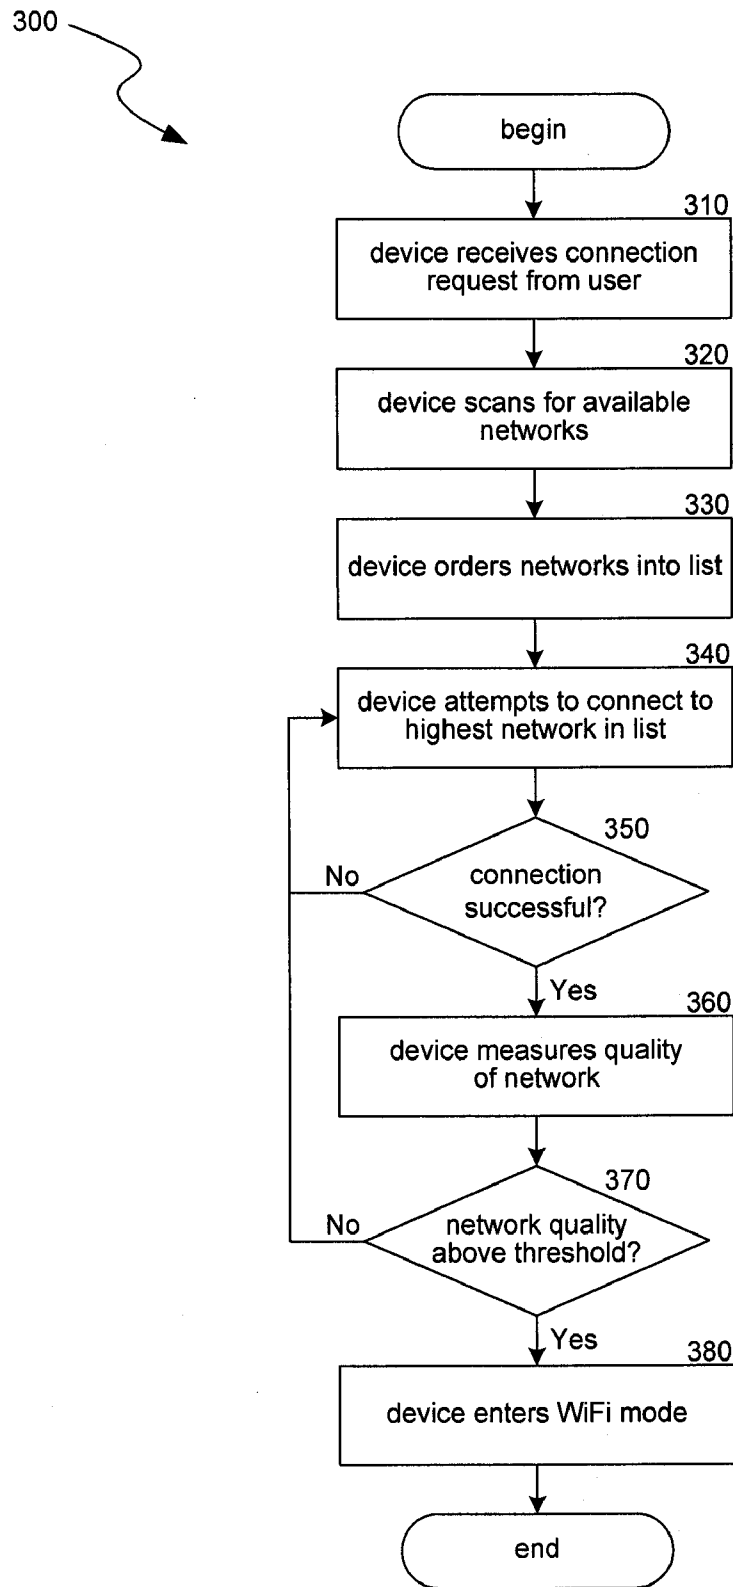 300
begin
310
device receives connection
request from user
320
device scans for available
networks
330
device orders networks into list
340
device attempts to connect to
highest network in list
350
No
connection
successful?
Yes
360
device measures quality
of network
370
No
network quality
above threshold?
Yes
380
device enters WiFi mode
end